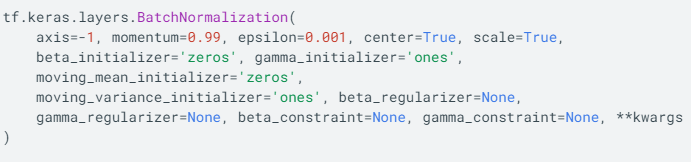 tf.keras.layers.BatchNormalization(
    axis=-1, momentum=0.99, epsilon=0.001, center=True, scale=True,
    beta_initializer='zeros', gamma_initializer='ones',
    moving_mean_initializer='zeros',
    moving_variance_initializer='ones', beta_regularizer=None,
    gamma_regularizer=None, beta_constraint=None, gamma_constraint=None, **kwargs
)